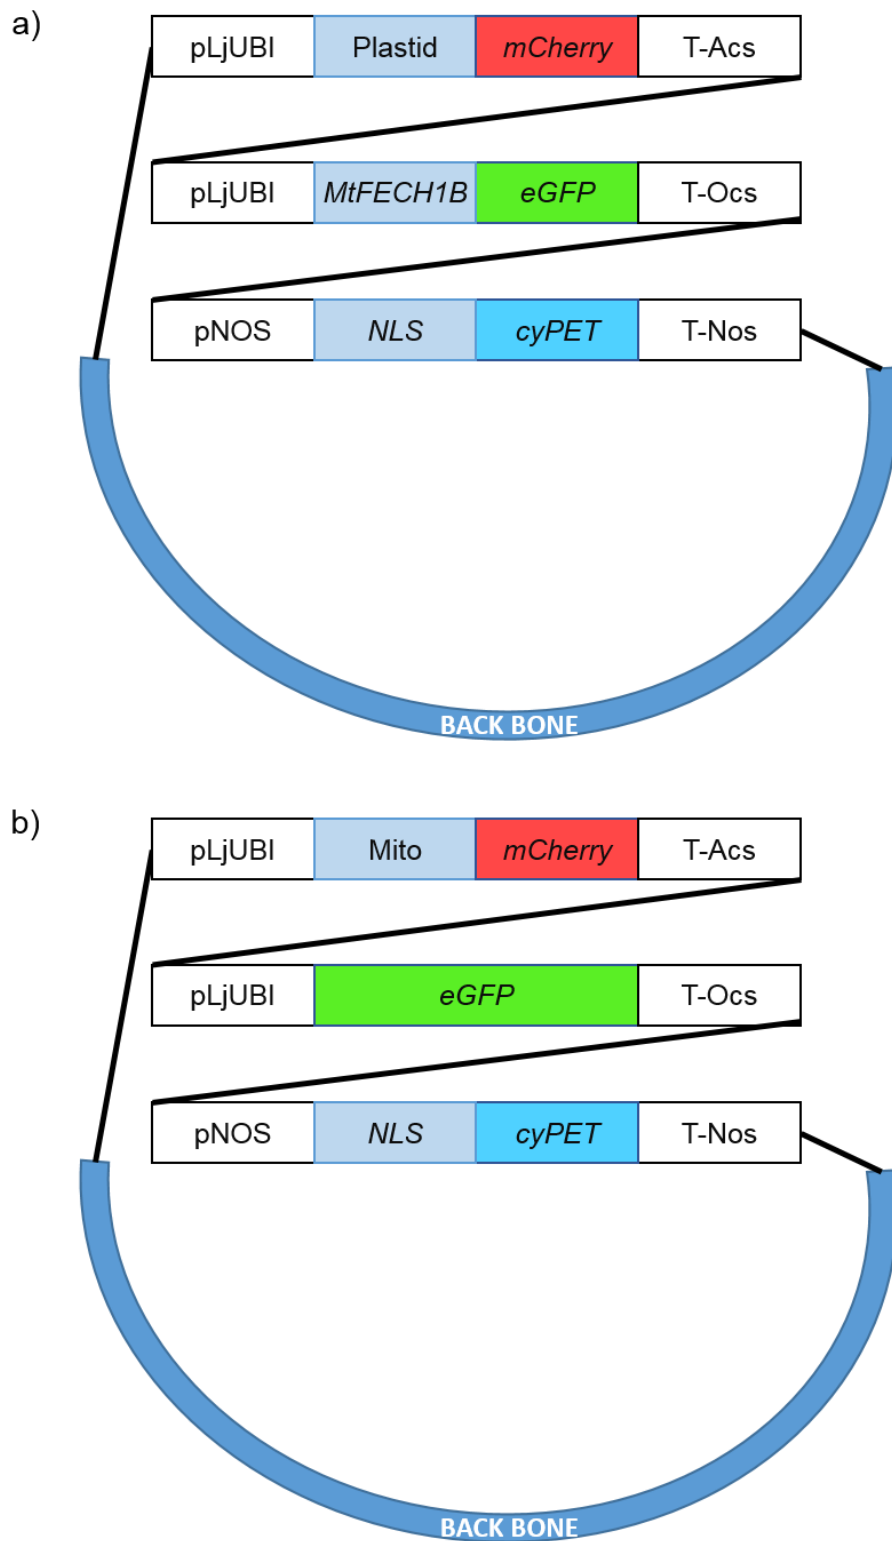 a)
pLjUBI Plastid mCherry T-Acs
pLjUBI MtFECH1B eGFP T-Ocs
pNOS NLS cyPET T-Nos
BACK BONE
b)
pLjUBI Mito mCherry T-Acs
pLjUBI eGFP T-Ocs
pNOS NLS cyPET T-Nos
BACK BONE